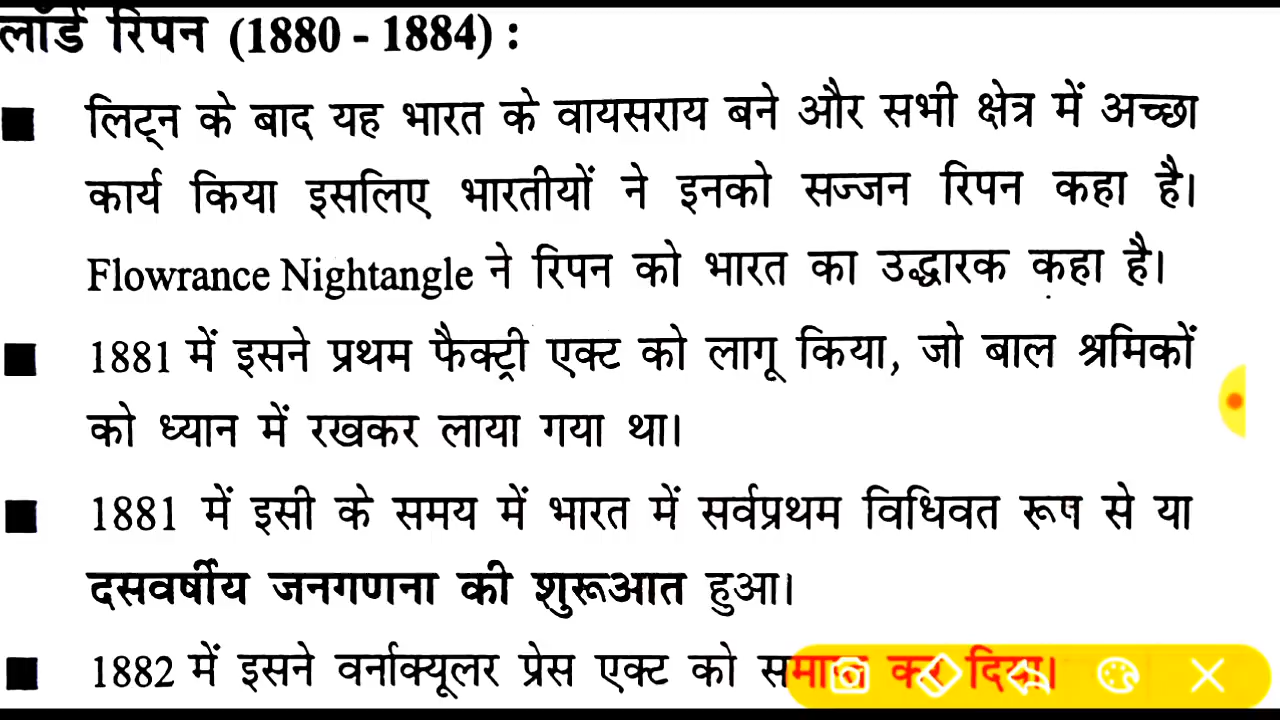 लॉर्ड रिपन (1880 - 1884) :
■ लिट्न के बाद यह भारत के वायसराय बने और सभी क्षेत्र में अच्छा
कार्य किया इसलिए भारतीयों ने इनको सज्जन रिपन कहा है।
Flowrance Nightangle ने रिपन को भारत का उद्धारक कहा है।
■ 1881 में इसने प्रथम फैक्ट्री एक्ट को लागू किया, जो बाल श्रमिकों
को ध्यान में रखकर लाया गया था।
■ 1881 में इसी के समय में भारत में सर्वप्रथम विधिवत रूप से या
दसवर्षीय जनगणना की शुरूआत हुआ।
■ 1882 में इसने वर्नाक्यूलर प्रेस एक्ट को समाप्त कर दिया।